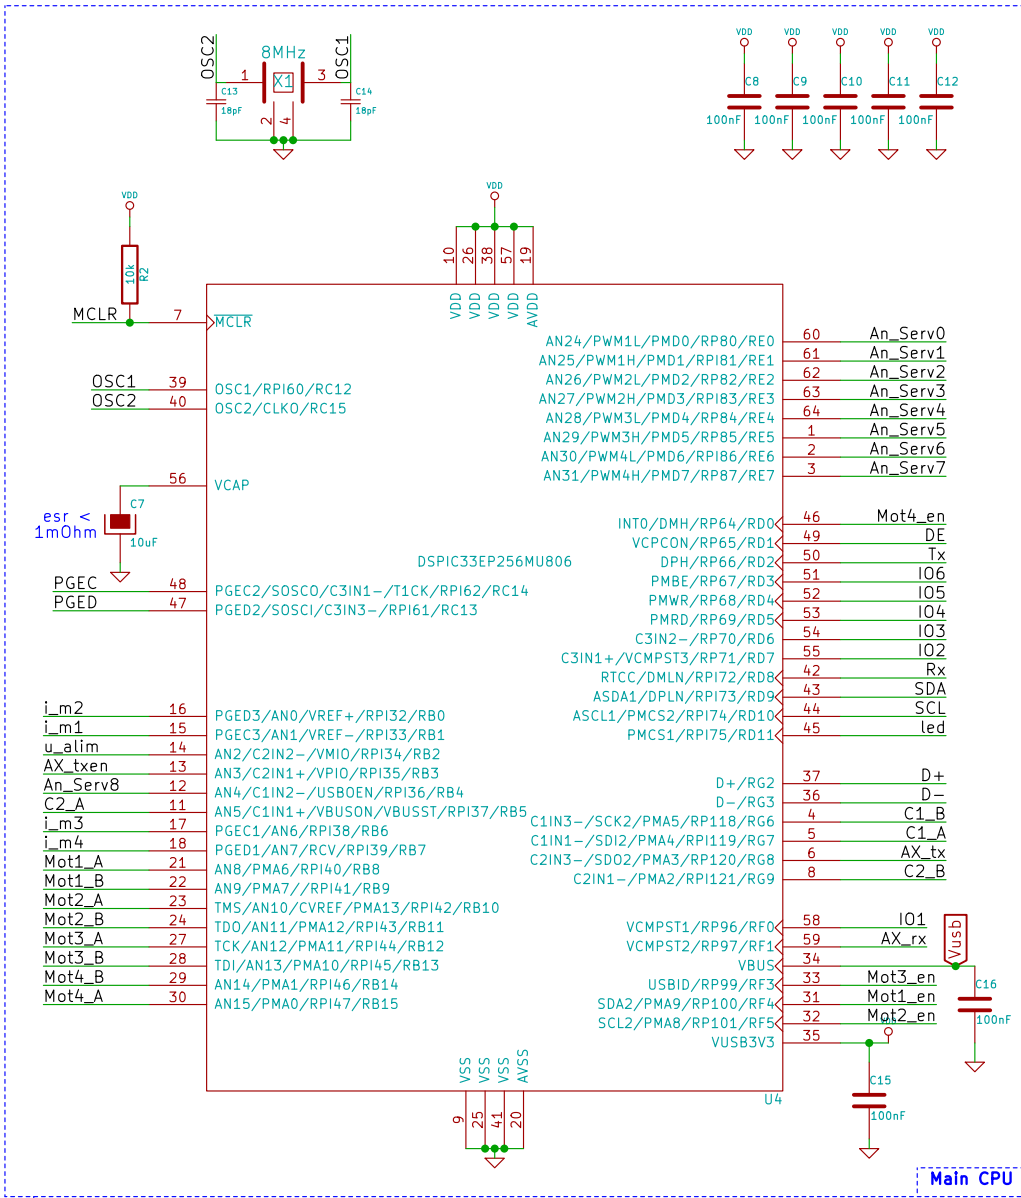 OSC2
8MHz
OSC1
1
X1
3
C13
18pF
C14
18pF
2
4
VDD
VDD
VDD
VDD
VDD
C8
C9
C10
C11
C12
100nF
100nF
100nF
100nF
100nF
VDD
10k
R2
VDD
10
26
38
57
19
VDD
VDD
VDD
VDD
AVDD
MCLR
7
MCLR
OSC1
39
OSC1/RPI60/RC12
OSC2
40
OSC2/CLKO/RC15
56
VCAP
C7
esr <
1mOhm
10uF
DSPIC33EP256MU806
PGEC
48
PGEC2/SOSCO/C3IN1-/T1CK/RPI62/RC14
PGED
47
PGED2/SOSCI/C3IN3-/RPI61/RC13
i_m2
16
PGED3/AN0/VREF+/RPI32/RB0
i_m1
15
PGEC3/AN1/VREF-/RPI33/RB1
u_alim
14
AN2/C2IN2-/VMIO/RPI34/RB2
AX_txen
13
AN3/C2IN1+/VPIO/RPI35/RB3
An_Serv8
12
AN4/C1IN2-/USBOEN/RPI36/RB4
C2_A
11
AN5/C1IN1+/VBUSON/VBUSST/RPI37/RB5
i_m3
17
PGEC1/AN6/RPI38/RB6
i_m4
18
PGED1/AN7/RCV/RPI39/RB7
Mot1_A
21
AN8/PMA6/RPI40/RB8
Mot1_B
22
AN9/PMA7//RPI41/RB9
Mot2_A
23
TMS/AN10/CVREF/PMA13/RPI42/RB10
Mot2_B
24
TDO/AN11/PMA12/RPI43/RB11
Mot3_A
27
TCK/AN12/PMA11/RPI44/RB12
Mot3_B
28
TDI/AN13/PMA10/RPI45/RB13
Mot4_B
29
AN14/PMA1/RPI46/RB14
Mot4_A
30
AN15/PMA0/RPI47/RB15
AN24/PWM1L/PMD0/RP80/RE0
60
An_Serv0
AN25/PWM1H/PMD1/RPI81/RE1
61
An_Serv1
AN26/PWM2L/PMD2/RP82/RE2
62
An_Serv2
AN27/PWM2H/PMD3/RPI83/RE3
63
An_Serv3
AN28/PWM3L/PMD4/RP84/RE4
64
An_Serv4
AN29/PWM3H/PMD5/RP85/RE5
1
An_Serv5
AN30/PWM4L/PMD6/RPI86/RE6
2
An_Serv6
AN31/PWM4H/PMD7/RP87/RE7
3
An_Serv7
INT0/DMH/RP64/RD0
46
Mot4_en
VCPCON/RP65/RD1
49
DE
DPH/RP66/RD2
50
Tx
PMBE/RP67/RD3
51
IO6
PMWR/RP68/RD4
52
IO5
PMRD/RP69/RD5
53
IO4
C3IN2-/RP70/RD6
54
IO3
C3IN1+/VCMPST3/RP71/RD7
55
IO2
RTCC/DMLN/RPI72/RD8
42
Rx
ASDA1/DPLN/RPI73/RD9
43
SDA
ASCL1/PMCS2/RPI74/RD10
44
SCL
PMCS1/RPI75/RD11
45
led
D+/RG2
37
D+
D-/RG3
36
D-
C1IN3-/SCK2/PMA5/RP118/RG6
4
C1_B
C1IN1-/SDI2/PMA4/RPI119/RG7
5
C1_A
C2IN3-/SDO2/PMA3/RP120/RG8
6
AX_tx
C2IN1-/PMA2/RPI121/RG9
8
C2_B
VCMPST1/RP96/RF0
58
IO1
VCMPST2/RP97/RF1
59
AX_rx
Vusb
VBUS
34
USBID/RP99/RF3
33
Mot3_en
C16
100nF
SDA2/PMA9/RP100/RF4
31
Mot1_en
SCL2/PMA8/RP101/RF5
32
Mot2_en
VDD
VUSB3V3
35
C15
100nF
VSS
VSS
VSS
AVSS
9
25
41
20
U4
Main CPU